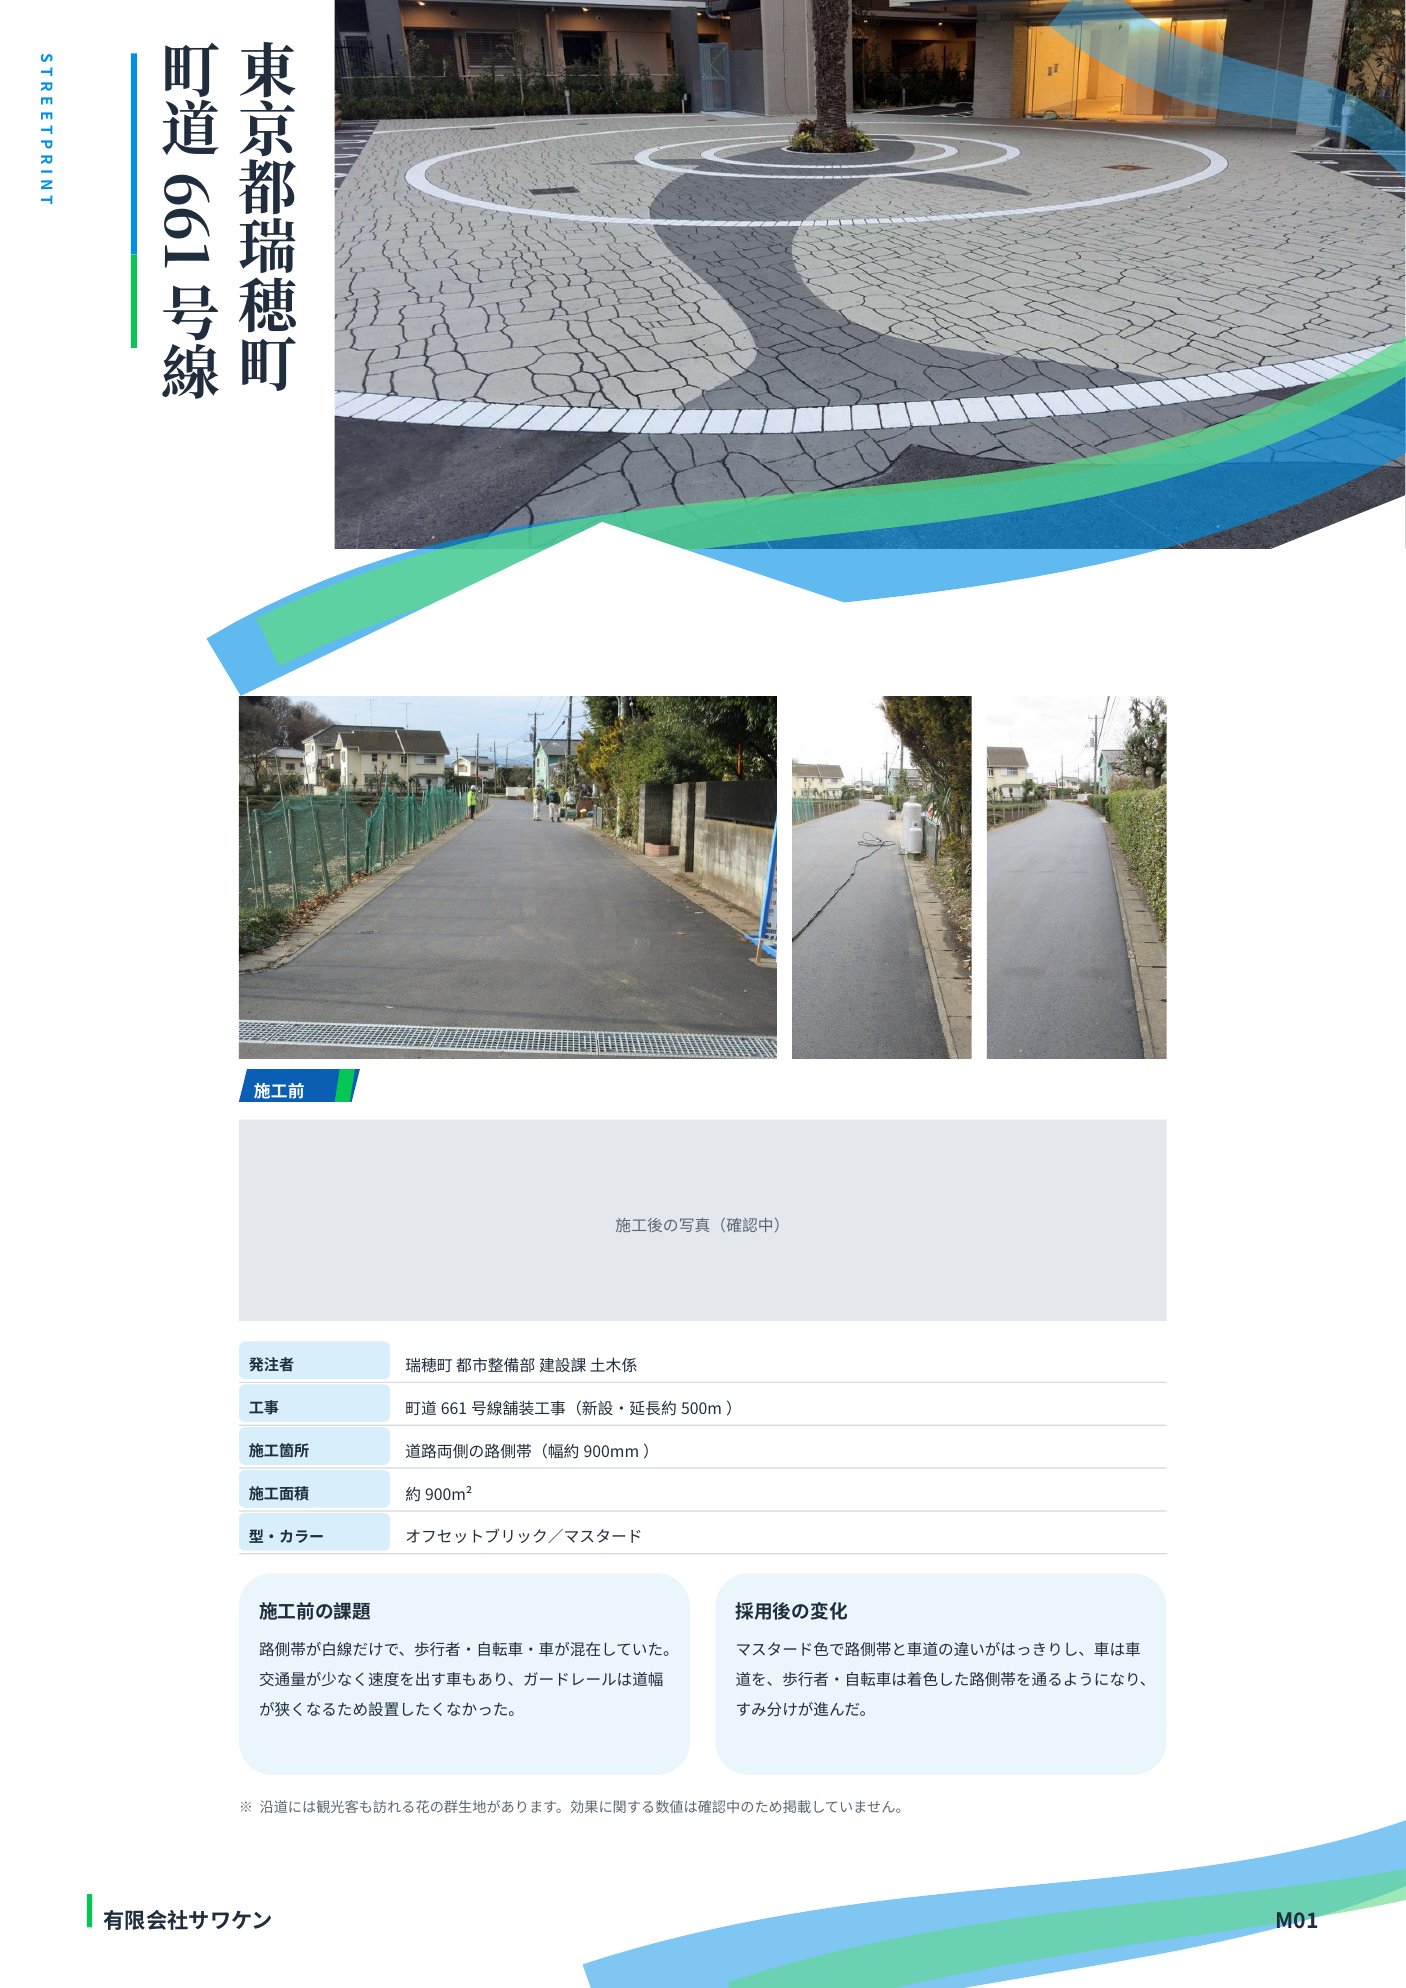 STREETPRINT
東京都瑞穂町
町道 661 号線
施工前
施工後の写真（確認中）
発注者 瑞穂町 都市整備部 建設課 土木係
工事 町道 661 号線舗装工事（新設・延長約 500m ）
施工箇所 道路両側の路側帯（幅約 900mm ）
施工面積 約 900m²
型・カラー オフセットブリック／マスタード
施工前の課題
路側帯が白線だけで、歩行者・自転車・車が混在していた。
交通量が少なく速度を出す車もあり、ガードレールは道幅
が狭くなるため設置したくなかった。
採用後の変化
マスタード色で路側帯と車道の違いがはっきりし、車は車
道を、歩行者・自転車は着色した路側帯を通るようになり、
すみ分けが進んだ。
※ 沿道には観光客も訪れる花の群生地があります。効果に関する数値は確認中のため掲載していません。
有限会社サワケン
M01